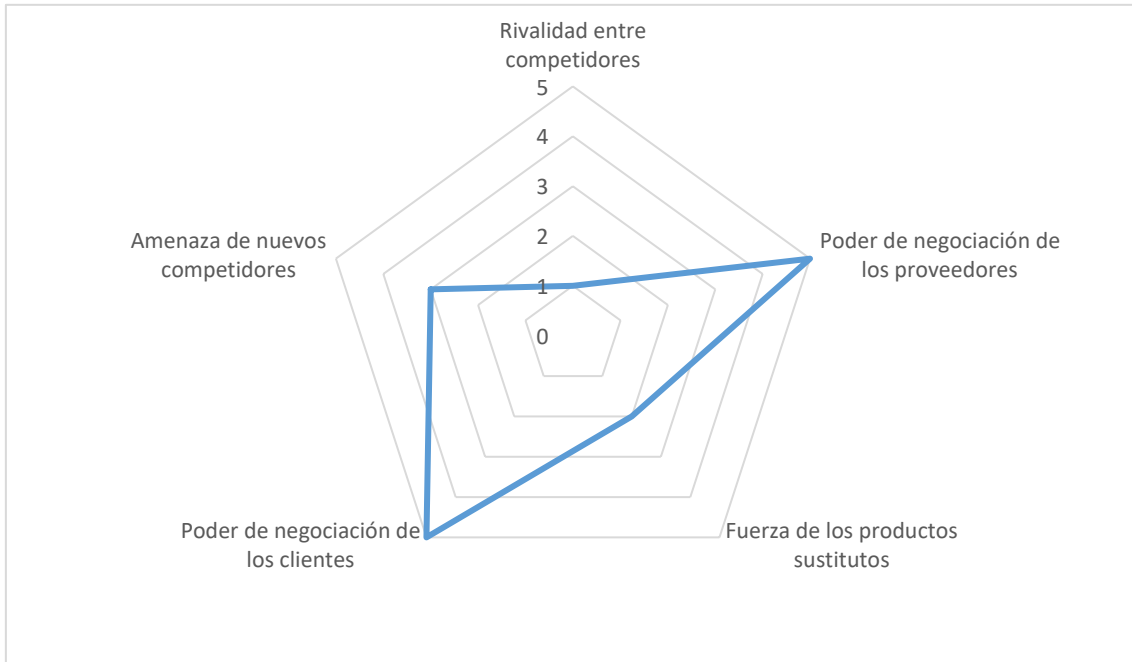 Rivalidad entre
competidores
5
4
3
2
1
0
Poder de negociación de
los proveedores
Fuerza de los productos
sustitutos
Poder de negociación de
los clientes
Amenaza de nuevos
competidores